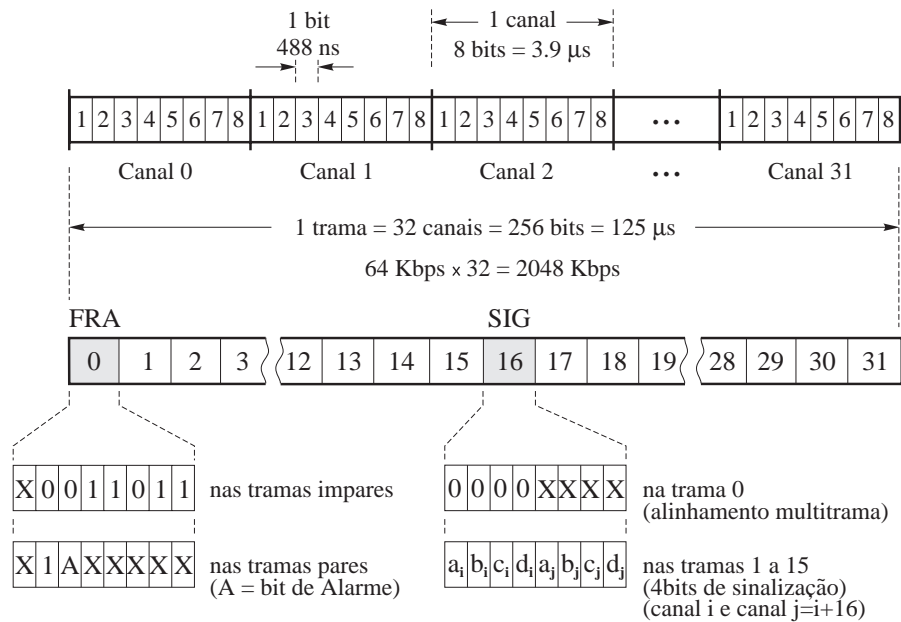 1 bit
488 ns
1 canal
8 bits = 3.9 µs
1 2 3 4 5 6 7 8 1 2 3 4 5 6 7 8 1 2 3 4 5 6 7 8 ... 1 2 3 4 5 6 7 8
Canal 0 Canal 1 Canal 2 ... Canal 31
1 trama = 32 canais = 256 bits = 125 µs
64 Kbps x 32 = 2048 Kbps
FRA SIG
0 1 2 3 12 13 14 15 16 17 18 19 28 29 30 31
X 0 0 1 1 0 1 1 nas tramas impares
0 0 0 0 X X X X na trama 0
(alinhamento multitrama)
X 1 A X X X X X nas tramas pares
(A = bit de Alarme)
ai bi ci di aj bj cj dj nas tramas 1 a 15
(4bits de sinalização)
(canal i e canal j=i+16)